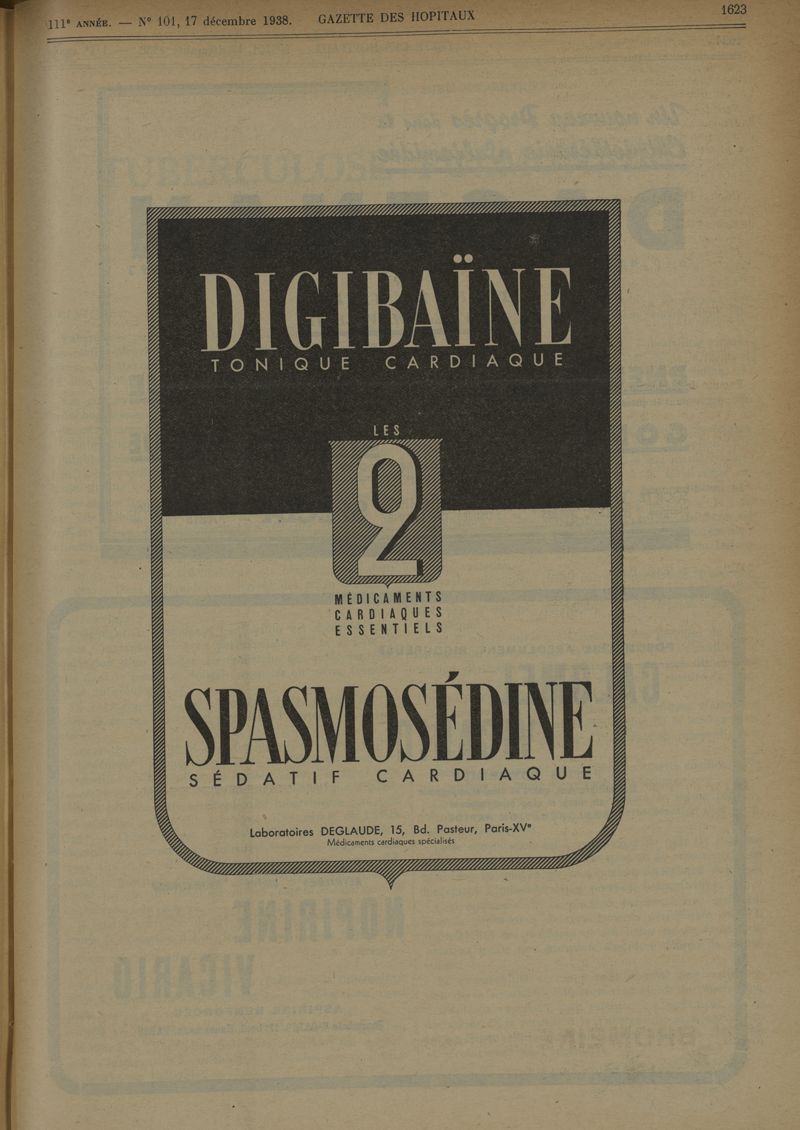 111e ANNÉE. — N° 101, 17 décembre 1938. GAZETTE DES HOPITAUX 1623
DIGIBAÏNE
TONIQUE CARDIAQUE
LES
2
MÉDICAMENTS
CARDIAQUES
ESSENTIELS
SPASMOSÉDINE
SÉDATIF CARDIAQUE
Laboratoires DEGLAUDE, 15, Bd. Pasteur, Paris-XVe
Médicaments cardiaques spécialisés